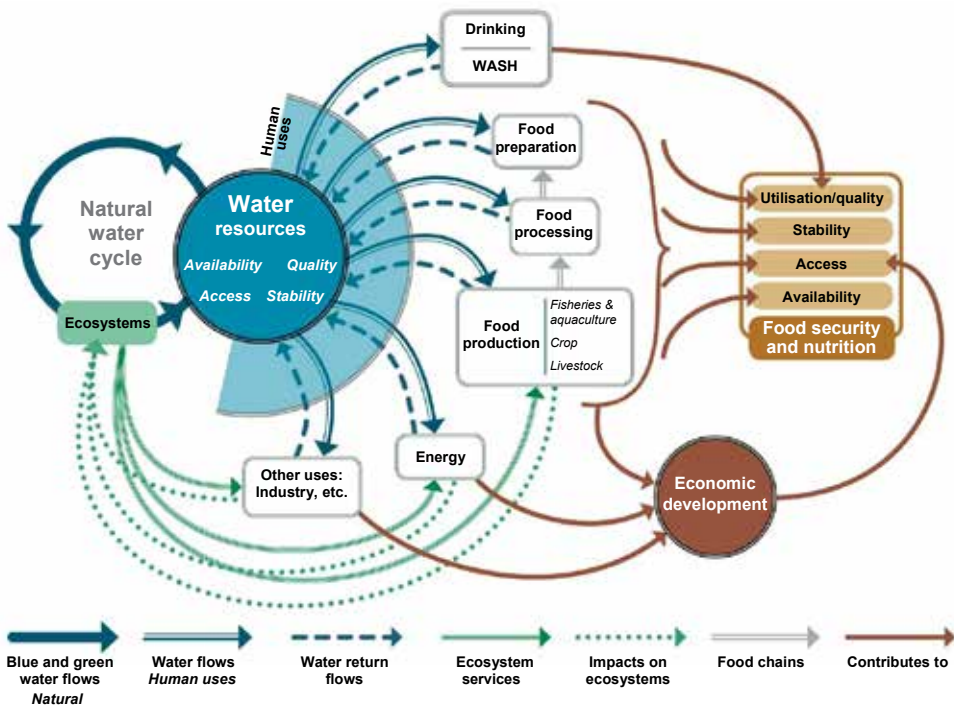 Drinking
WASH
Human
uses
Food
preparation
Natural
water
cycle
Water
resources
Availability Quality
Access Stability
Food
processing
Utilisation/quality
Stability
Access
Availability
Food security
and nutrition
Ecosystems
Food
production
Fisheries &
aquaculture
Crop
Livestock
Other uses:
Industry, etc.
Energy
Economic
development
Blue and green
water flows
Natural
Water flows
Human uses
Water return
flows
Ecosystem
services
Impacts on
ecosystems
Food chains
Contributes to